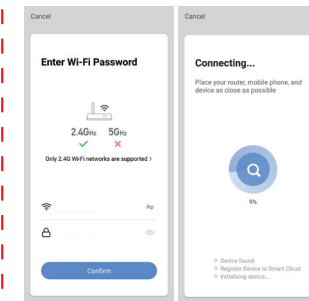 Cancel
Enter Wi-Fi Password
2.4GHz 5GHz
Only 2.4G Wi-Fi networks are supported >
Confirm
Cancel
Connecting...
Place your router, mobile phone, and
device as close as possible
9%
Device found
Register Device to Smart Cloud
Initializing device...